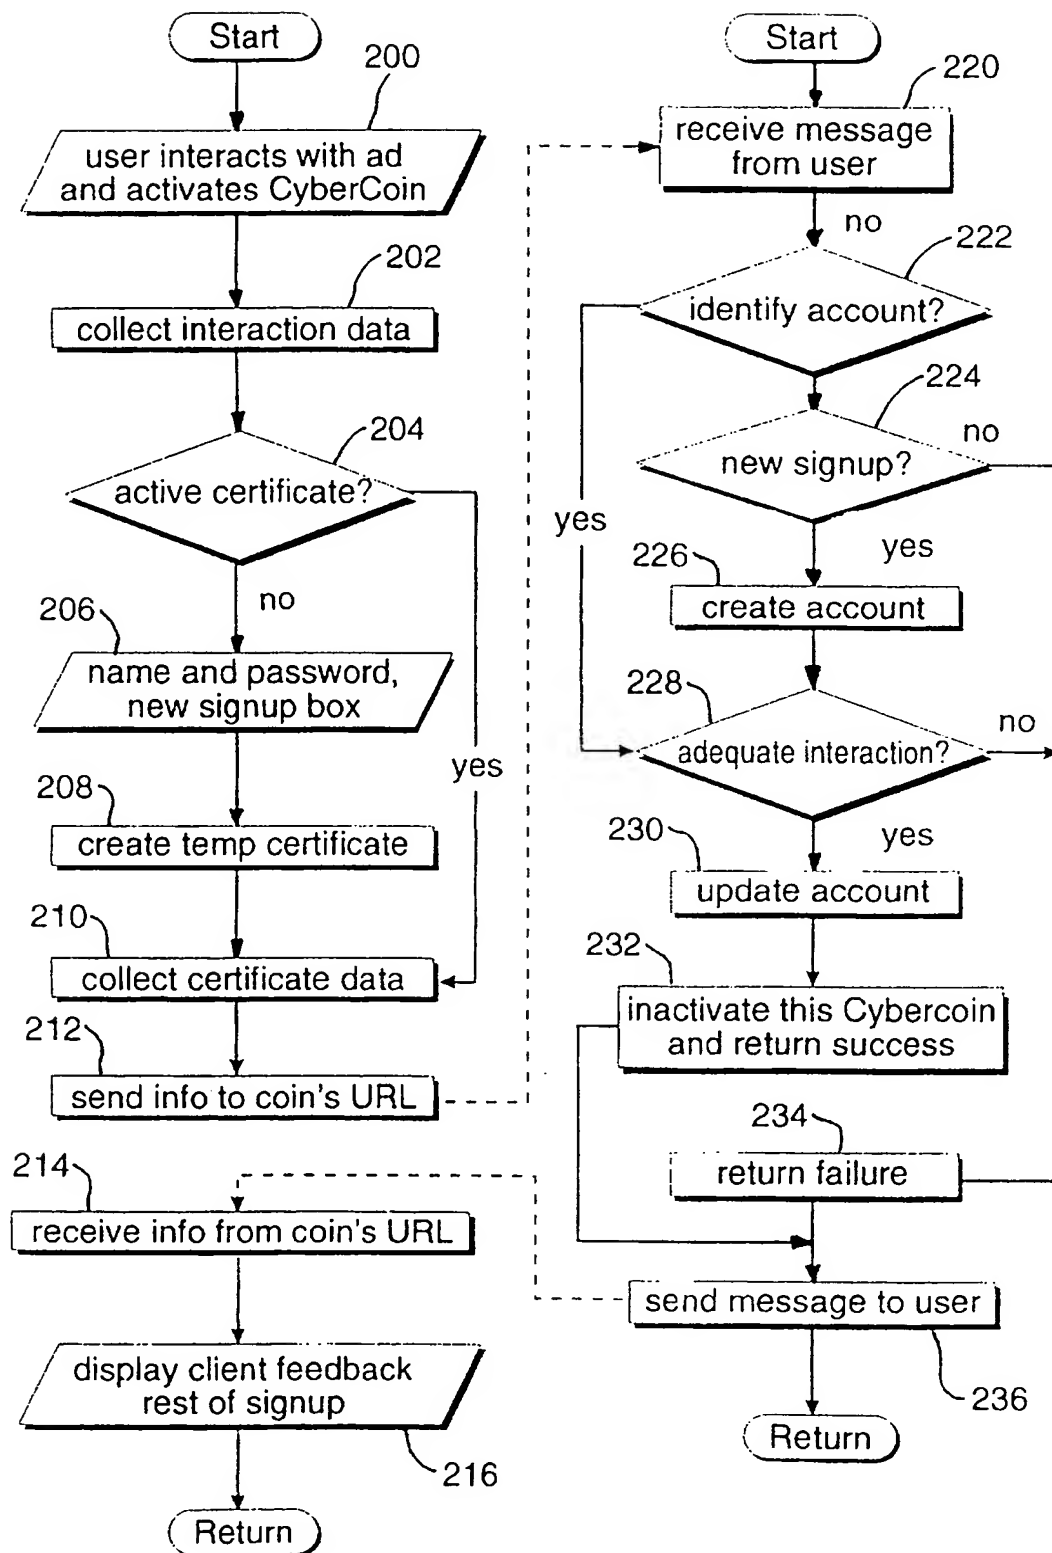 Start
200
user interacts with ad
and activates CyberCoin
202
collect interaction data
204
active certificate?
no
yes
206
name and password,
new signup box
208
create temp certificate
210
collect certificate data
212
send info to coin's URL
214
receive info from coin's URL
display client feedback
rest of signup
216
Return
Start
220
receive message
from user
no
222
identify account?
224
no
new signup?
yes
yes
226
create account
228
no
adequate interaction?
230
yes
update account
232
inactivate this Cybercoin
and return success
234
return failure
send message to user
236
Return